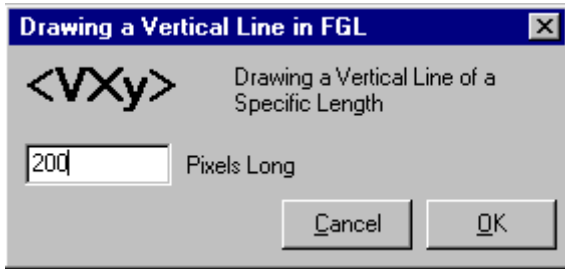 Drawing a Vertical Line in FGL
<VXy>
Drawing a Vertical Line of a
Specific Length
200
Pixels Long
Cancel
OK